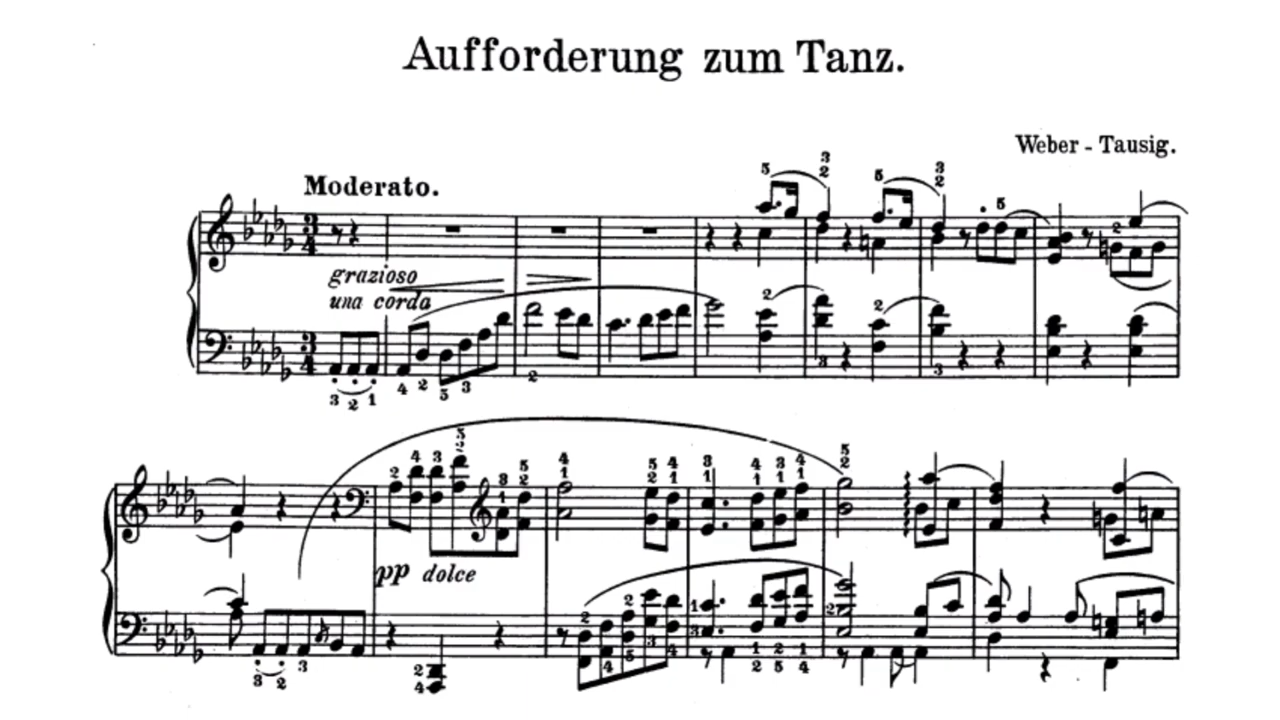 Aufforderung zum Tanz.
Weber - Tausig.
Moderato.
grazioso
una corda
pp dolce